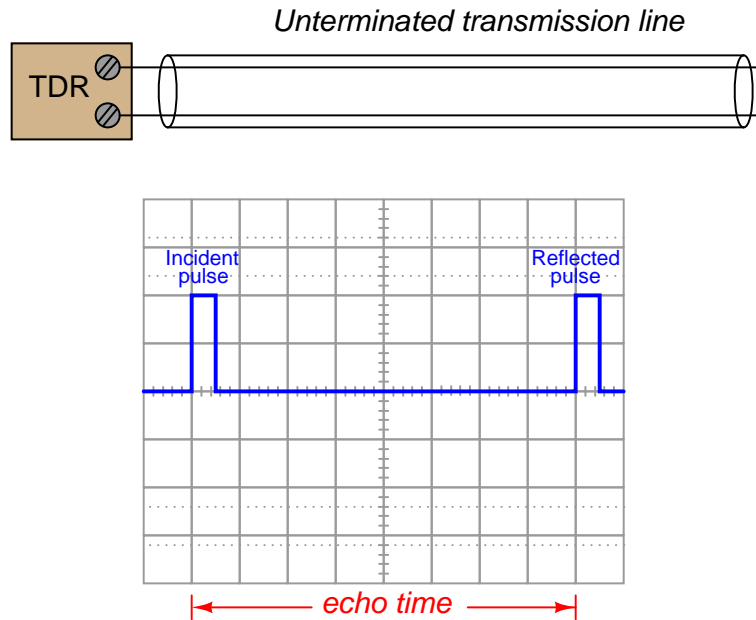 Unterminated transmission line
TDR
Incident
pulse
Reflected
pulse
echo time